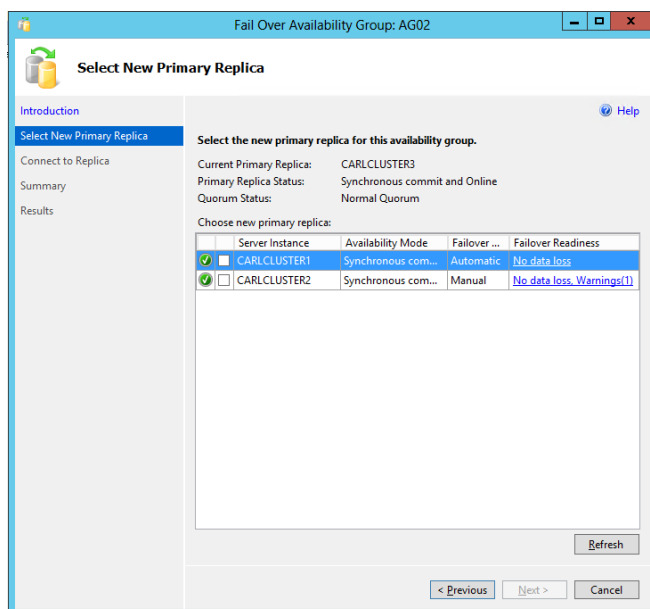 Fail Over Availability Group: AG02
Select New Primary Replica
Introduction
Select New Primary Replica
Connect to Replica
Summary
Results
Help
Select the new primary replica for this availability group.
Current Primary Replica: CARLCLUSTER3
Primary Replica Status: Synchronous commit and Online
Quorum Status: Normal Quorum
Choose new primary replica:
Server Instance Availability Mode Failover ... Failover Readiness
CARLCLUSTER1 Synchronous com... Automatic No data loss
CARLCLUSTER2 Synchronous com... Manual No data loss, Warnings(1)
Refresh
< Previous Next > Cancel